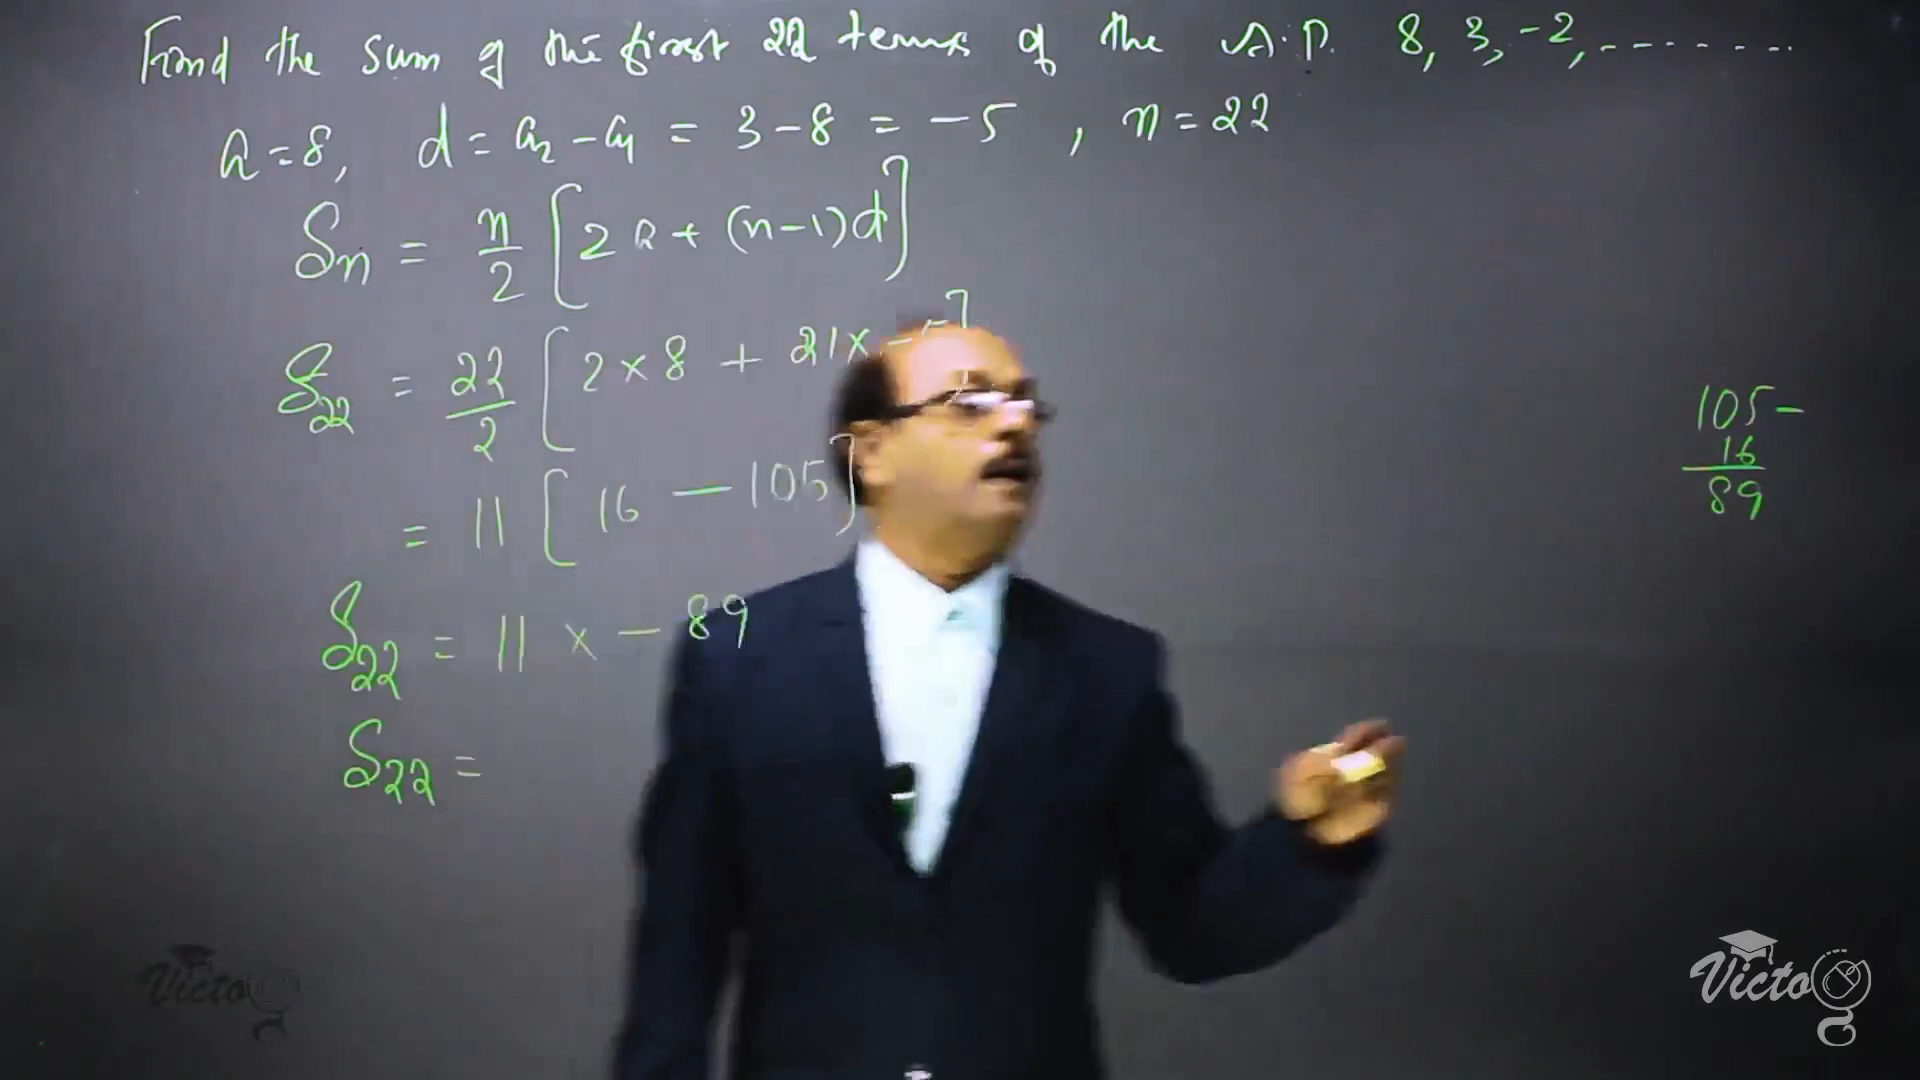 Find the sum of the first 22 terms of the A.P. 8, 3, -2, --------
a = 8, d = a₂ - a₁ = 3 - 8 = -5, n = 22
Sₙ = n/2 [2a + (n-1)d]
S₂₂ = 22/2 [2 × 8 + 21 × -
= 11 [16 - 105]
S₂₂ = 11 × - 89
S₂₂ =
105 -
16
89
Victo
Victo